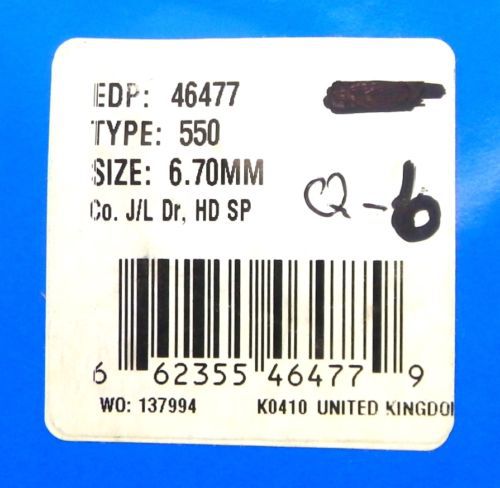 EDP: 46477
TYPE: 550
SIZE: 6.70MM
Co. J/L Dr, HD SP
6 62355 46477 9
WO: 137994 K0410 UNITED KINGDO